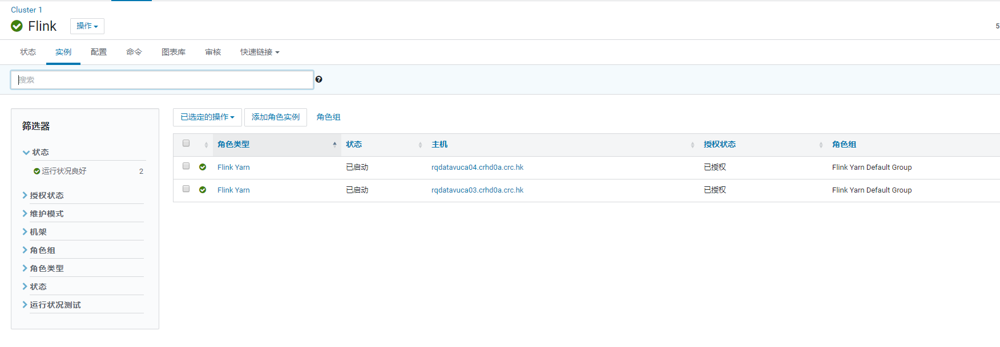 Cluster 1
Flink 操作
5
状态 实例 配置 命令 图表库 审核 快速链接
搜索
筛选器
状态
运行状况良好 2
授权状态
维护模式
机架
角色组
角色类型
状态
运行状况测试
已选定的操作 添加角色实例 角色组
角色类型 状态 主机 授权状态 角色组
Flink Yarn 已启动 rqdatavuca04.crhd0a.crc.hk 已授权 Flink Yarn Default Group
Flink Yarn 已启动 rqdatavuca03.crhd0a.crc.hk 已授权 Flink Yarn Default Group